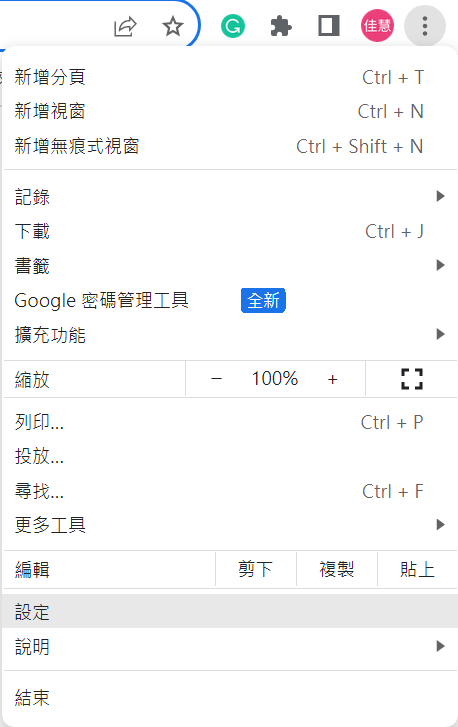 佳慧
新增分頁 Ctrl + T
新增視窗 Ctrl + N
新增無痕式視窗 Ctrl + Shift + N
記錄
下載 Ctrl + J
書籤
Google 密碼管理工具 全新
擴充功能
縮放 − 100% +
列印... Ctrl + P
投放...
尋找... Ctrl + F
更多工具
編輯 剪下 複製 貼上
設定
說明
結束